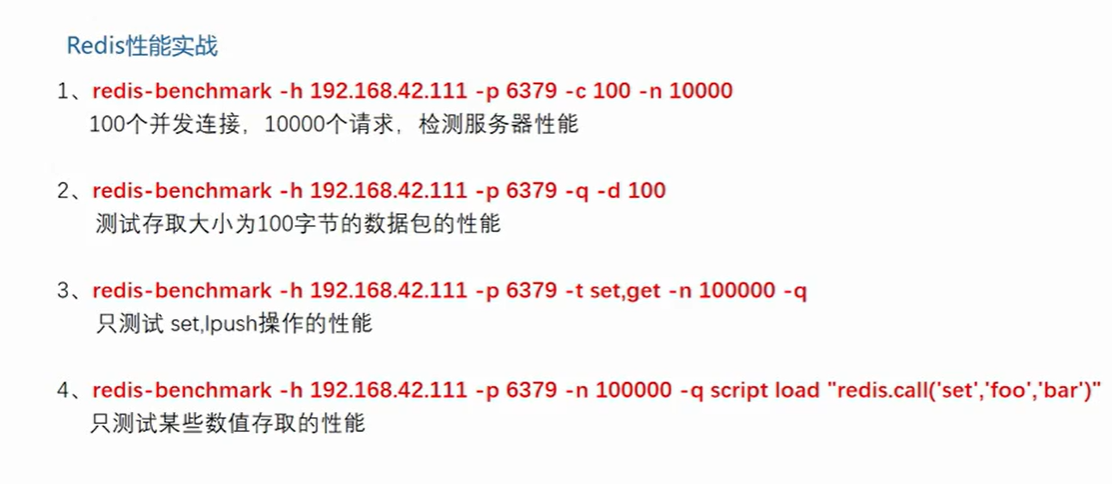 Redis性能实战
1、redis-benchmark -h 192.168.42.111 -p 6379 -c 100 -n 10000
100个并发连接，10000个请求，检测服务器性能
2、redis-benchmark -h 192.168.42.111 -p 6379 -q -d 100
测试存取大小为100字节的数据包的性能
3、redis-benchmark -h 192.168.42.111 -p 6379 -t set,get -n 100000 -q
只测试 set,lpush操作的性能
4、redis-benchmark -h 192.168.42.111 -p 6379 -n 100000 -q script load "redis.call('set','foo','bar')"
只测试某些数值存取的性能